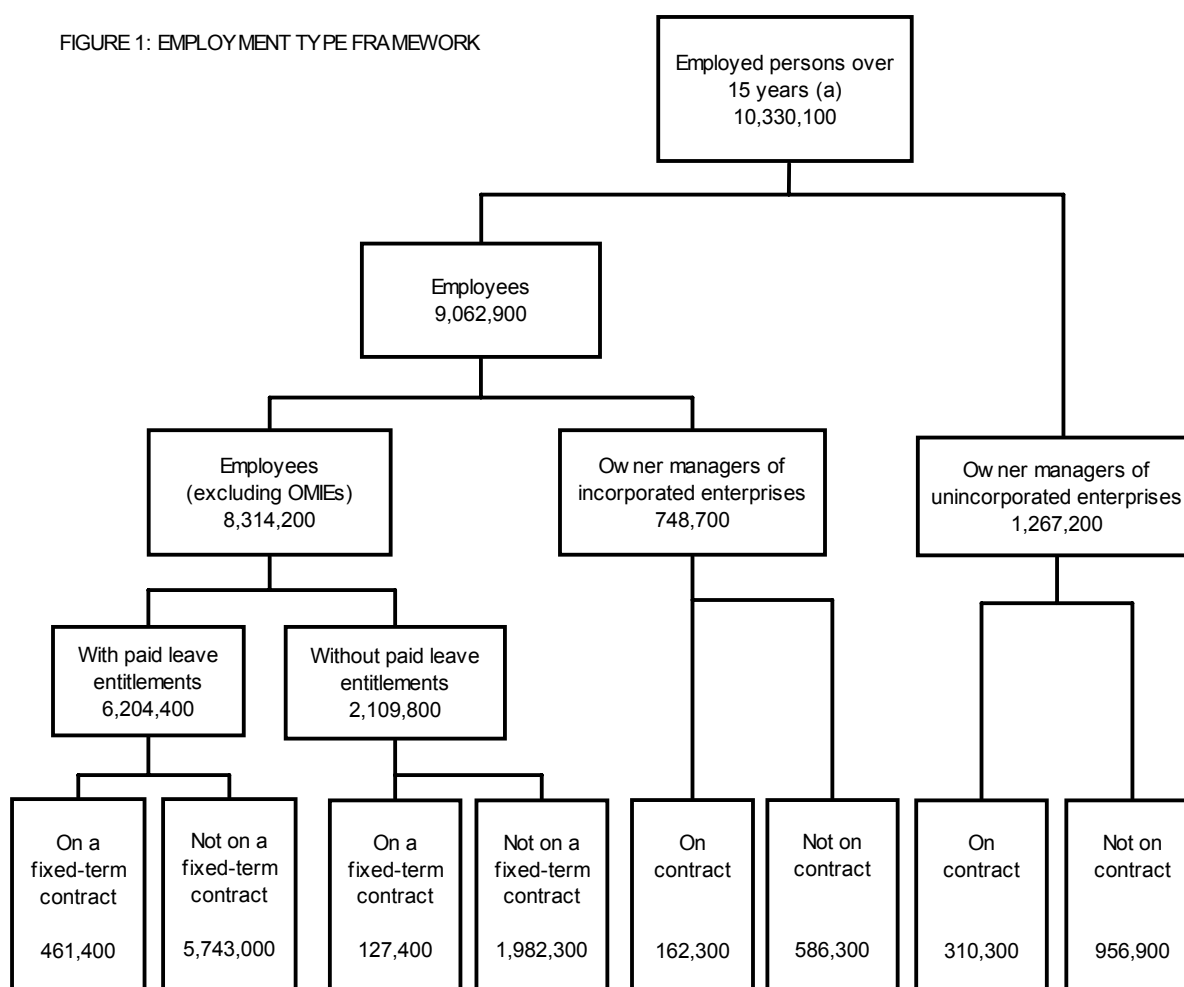 FIGURE 1: EMPLOYMENT TYPE FRAMEWORK
Employed persons over
15 years (a)
10,330,100
Employees
9,062,900
Employees
(excluding OMIEs)
8,314,200
Owner managers of
incorporated enterprises
748,700
Owner managers of
unincorporated enterprises
1,267,200
With paid leave
entitlements
6,204,400
Without paid leave
entitlements
2,109,800
On a
fixed-term
contract
461,400
Not on a
fixed-term
contract
5,743,000
On a
fixed-term
contract
127,400
Not on a
fixed-term
contract
1,982,300
On
contract
162,300
Not on
contract
586,300
On
contract
310,300
Not on
contract
956,900